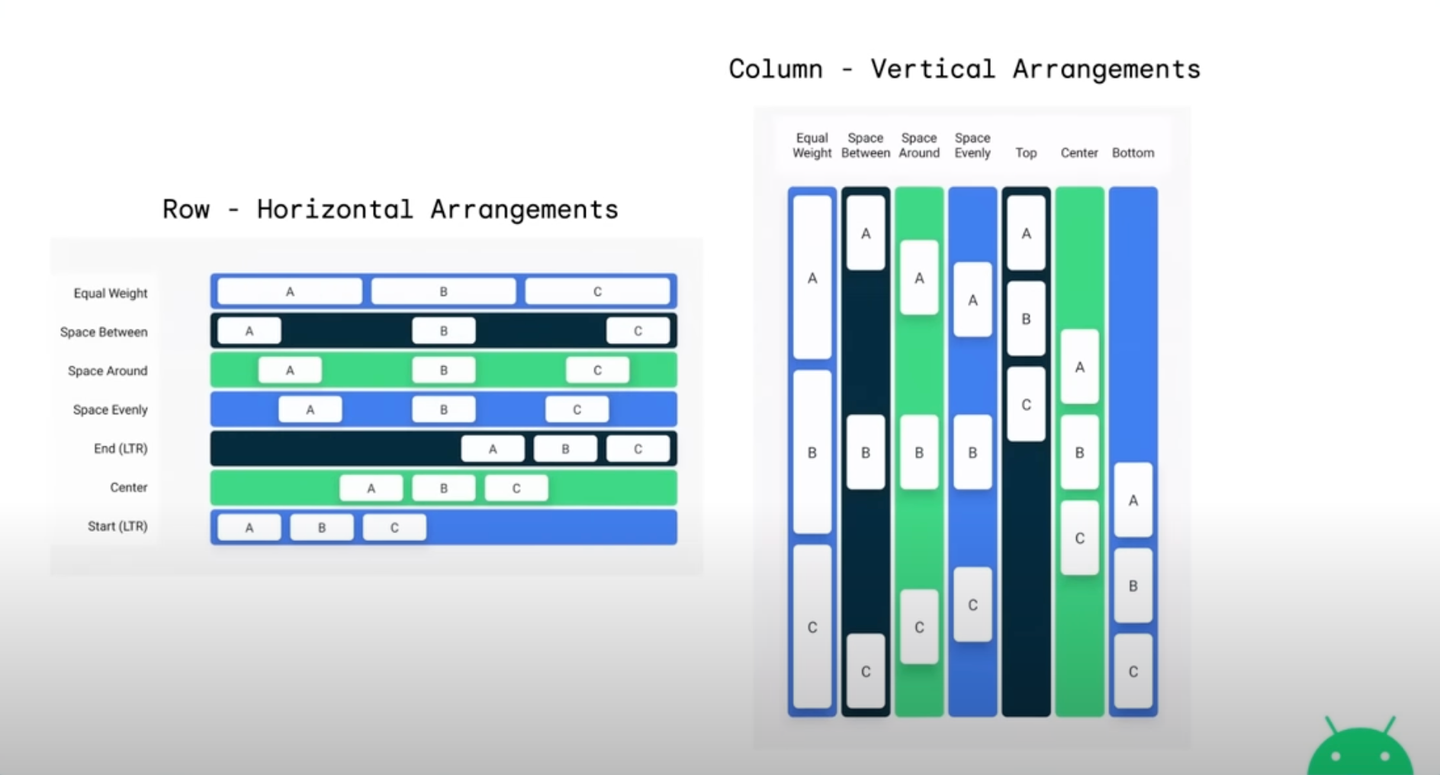 Column - Vertical Arrangements
Row - Horizontal Arrangements
Equal Weight A B C
Space Between A B C
Space Around A B C
Space Evenly A B C
End (LTR) A B C
Center A B C
Start (LTR) A B C
Equal Space Space Space
Weight Between Around Evenly Top Center Bottom
A
A
A
A
A
B
A
C
A
B
B
B
B
B
A
C
C
B
C
C
C
C